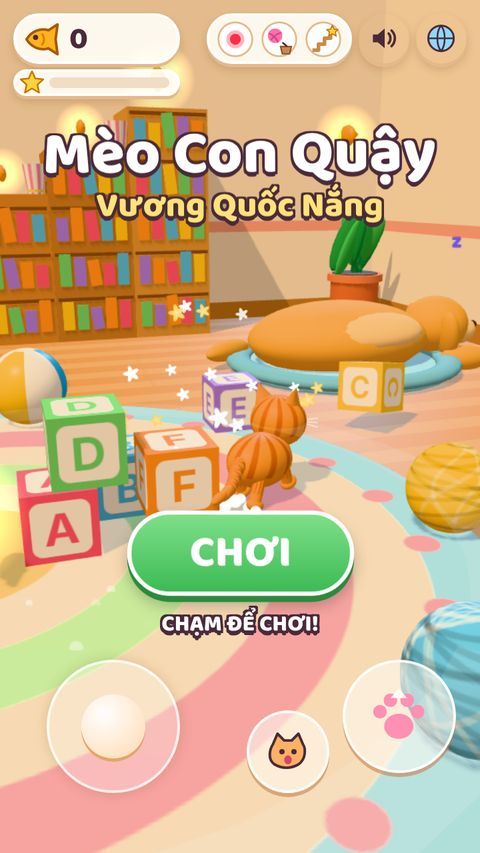 0
Mèo Con Quậy
Vương Quốc Nắng
z
D
E
E
C
C
D
F
F
A
B
A
CHƠI
CHẠM ĐỂ CHƠI!